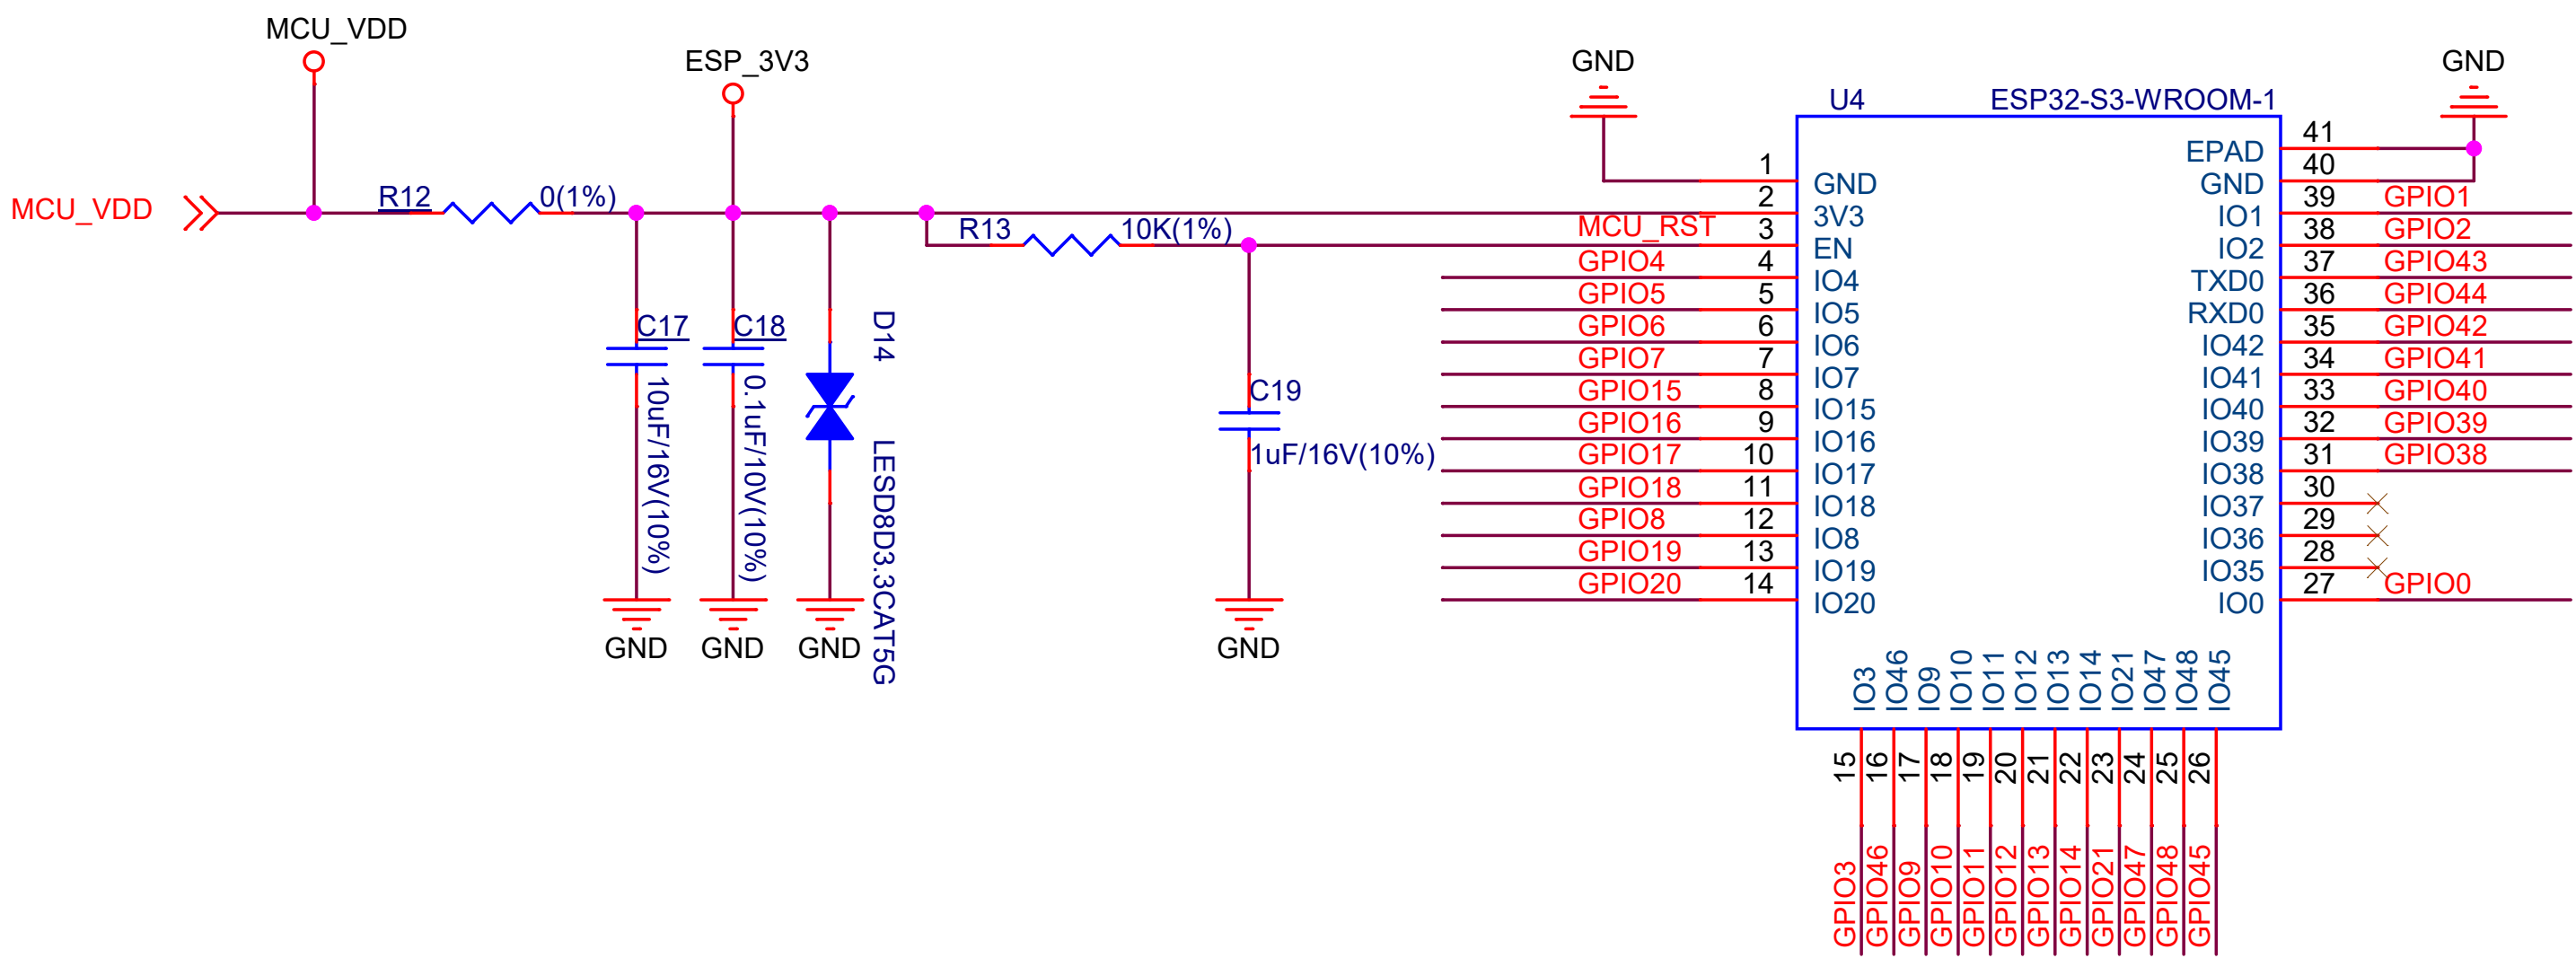 MCU_VDD
ESP_3V3
GND
GND
U4
ESP32-S3-WROOM-1
MCU_VDD
R12
0(1%)
R13
10K(1%)
C17
10uF/16V(10%)
C18
0.1uF/10V(10%)
D14
LESD8D3.3CAT5G
C19
1uF/16V(10%)
GND
GND
GND
GND
1
GND
2
3V3
MCU_RST
3
EN
GPIO4
4
IO4
GPIO5
5
IO5
GPIO6
6
IO6
GPIO7
7
IO7
GPIO15
8
IO15
GPIO16
9
IO16
GPIO17
10
IO17
GPIO18
11
IO18
GPIO8
12
IO8
GPIO19
13
IO19
GPIO20
14
IO20
EPAD
41
GND
40
IO1
39
GPIO1
IO2
38
GPIO2
TXD0
37
GPIO43
RXD0
36
GPIO44
IO42
35
GPIO42
IO41
34
GPIO41
IO40
33
GPIO40
IO39
32
GPIO39
IO38
31
GPIO38
IO37
30
IO36
29
IO35
28
IO0
27
GPIO0
IO3
IO46
IO9
IO10
IO11
IO12
IO13
IO14
IO21
IO47
IO48
IO45
15
16
17
18
19
20
21
22
23
24
25
26
GPIO3
GPIO46
GPIO9
GPIO10
GPIO11
GPIO12
GPIO13
GPIO14
GPIO21
GPIO47
GPIO48
GPIO45